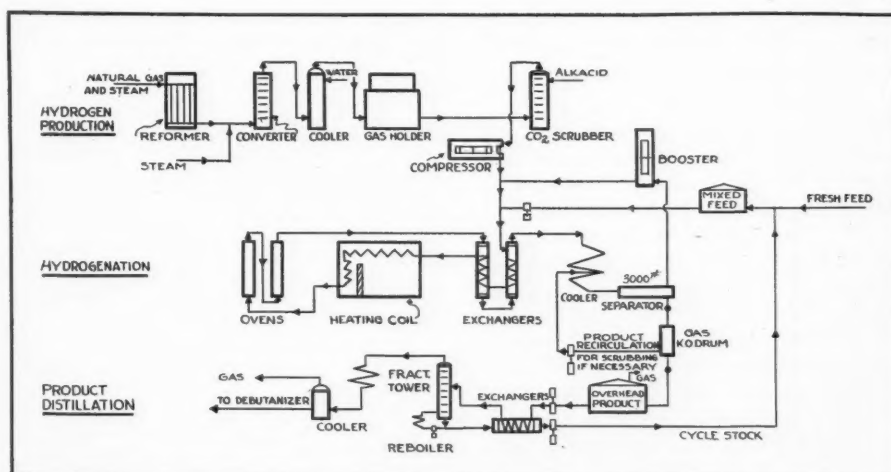 NATURAL GAS
AND STEAM
HYDROGEN
PRODUCTION
REFORMER
STEAM
CONVERTER
WATER
COOLER
GAS HOLDER
ALKACID
CO2 SCRUBBER
COMPRESSOR
BOOSTER
MIXED
FEED
FRESH FEED
HYDROGENATION
OVENS
HEATING COIL
EXCHANGERS
COOLER
3000#
SEPARATOR
GAS
KODRUM
PRODUCT
RECIRCULATION
FOR SCRUBBING
IF NECESSARY
PRODUCT
DISTILLATION
GAS
TO DEBUTANIZER
COOLER
FRACT.
TOWER
REBOILER
EXCHANGERS
GAS
OVERHEAD
PRODUCT
CYCLE STOCK